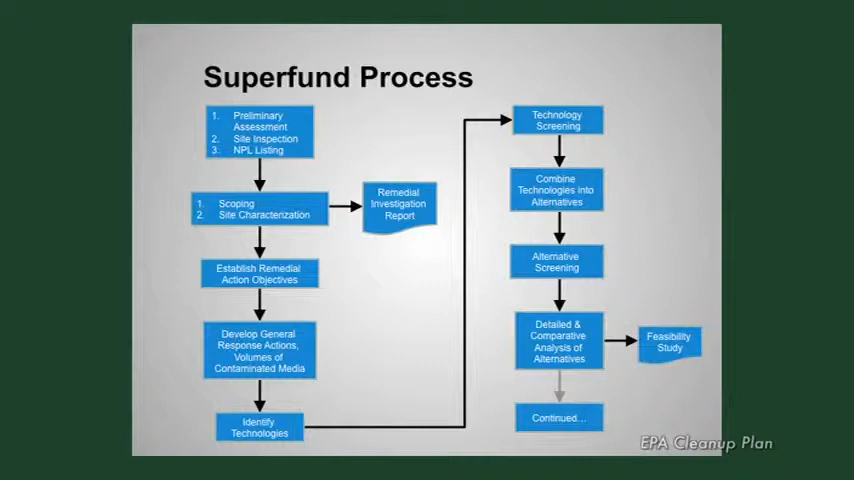 Superfund Process
1. Preliminary
Assessment
2. Site Inspection
3. NPL Listing
1. Scoping
2. Site Characterization
Remedial
Investigation
Report
Establish Remedial
Action Objectives
Develop General
Response Actions,
Volumes of
Contaminated Media
Identify
Technologies
Technology
Screening
Combine
Technologies into
Alternatives
Alternative
Screening
Detailed &
Comparative
Analysis of
Alternatives
Feasibility
Study
Continued...
EPA Cleanup Plan